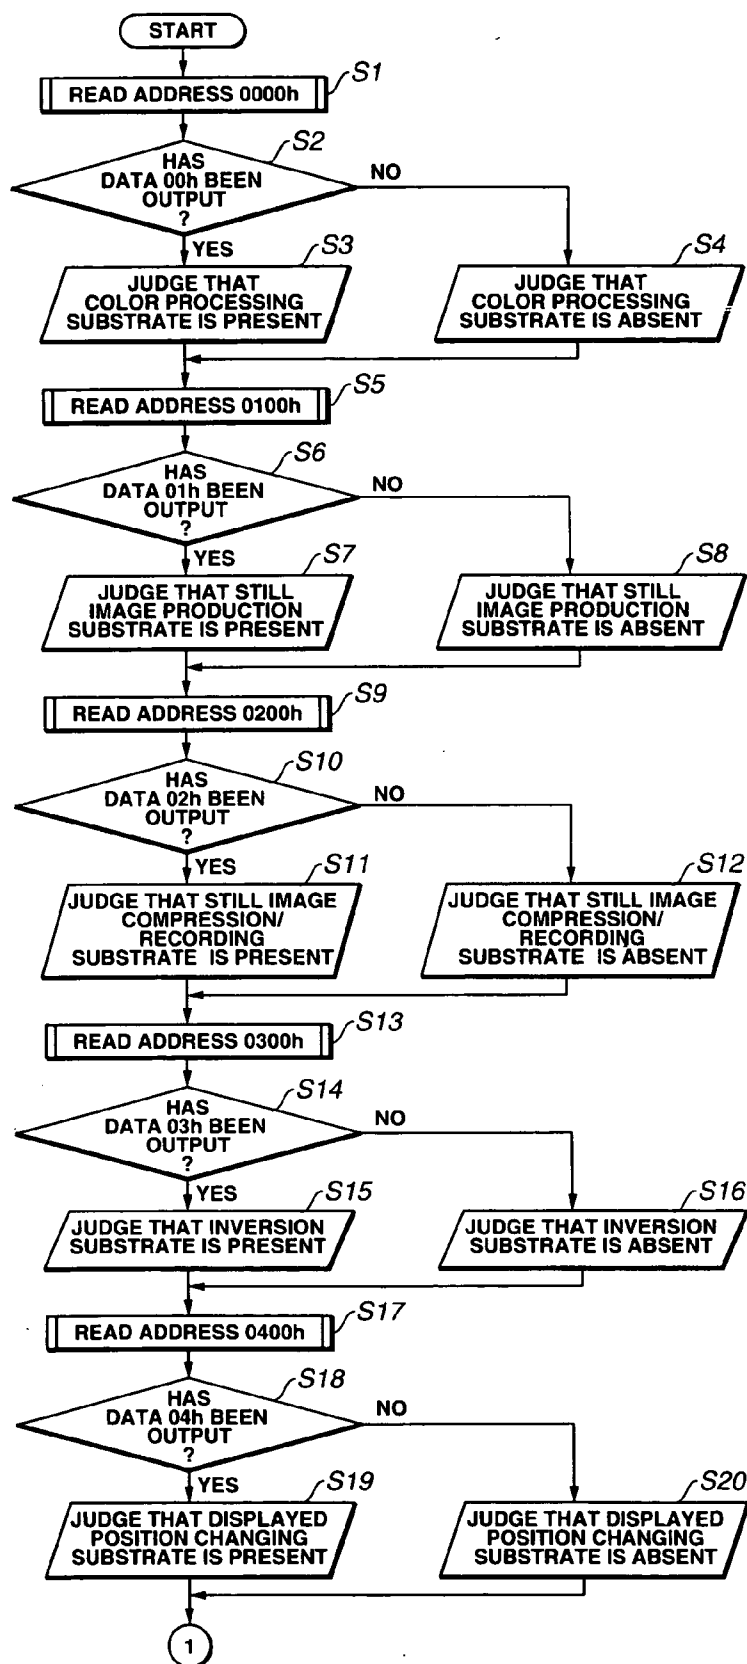 START
READ ADDRESS 0000h
S1
HAS
DATA 00h BEEN
OUTPUT
?
S2
NO
YES
S3
JUDGE THAT
COLOR PROCESSING
SUBSTRATE IS PRESENT
S4
JUDGE THAT
COLOR PROCESSING
SUBSTRATE IS ABSENT
READ ADDRESS 0100h
S5
HAS
DATA 01h BEEN
OUTPUT
?
S6
NO
YES
S7
JUDGE THAT STILL
IMAGE PRODUCTION
SUBSTRATE IS PRESENT
S8
JUDGE THAT STILL
IMAGE PRODUCTION
SUBSTRATE IS ABSENT
READ ADDRESS 0200h
S9
HAS
DATA 02h BEEN
OUTPUT
?
S10
NO
YES
S11
JUDGE THAT STILL IMAGE
COMPRESSION/
RECORDING
SUBSTRATE IS PRESENT
S12
JUDGE THAT STILL IMAGE
COMPRESSION/
RECORDING
SUBSTRATE IS ABSENT
READ ADDRESS 0300h
S13
HAS
DATA 03h BEEN
OUTPUT
?
S14
NO
YES
S15
JUDGE THAT INVERSION
SUBSTRATE IS PRESENT
S16
JUDGE THAT INVERSION
SUBSTRATE IS ABSENT
READ ADDRESS 0400h
S17
HAS
DATA 04h BEEN
OUTPUT
?
S18
NO
YES
S19
JUDGE THAT DISPLAYED
POSITION CHANGING
SUBSTRATE IS PRESENT
S20
JUDGE THAT DISPLAYED
POSITION CHANGING
SUBSTRATE IS ABSENT
1